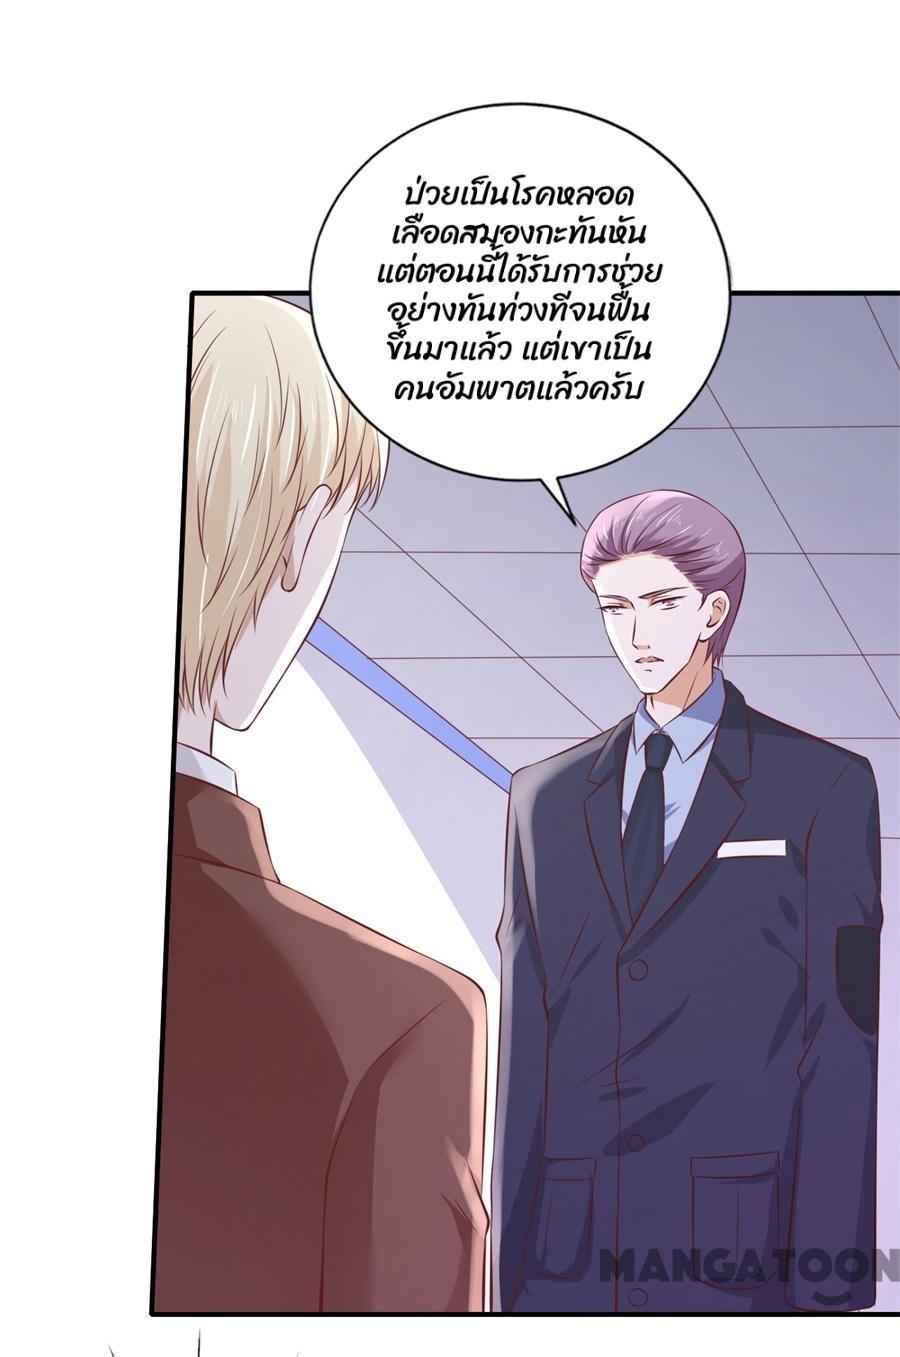 ป่วยเป็นโรคหลอด
เลือดสมองกะทันหัน
แต่ตอนนี้ได้รับการช่วย
อย่างทันท่วงทีจนฟื้น
ขึ้นมาแล้ว แต่เขาเป็น
คนอัมพาตแล้วครับ
MANGATOON